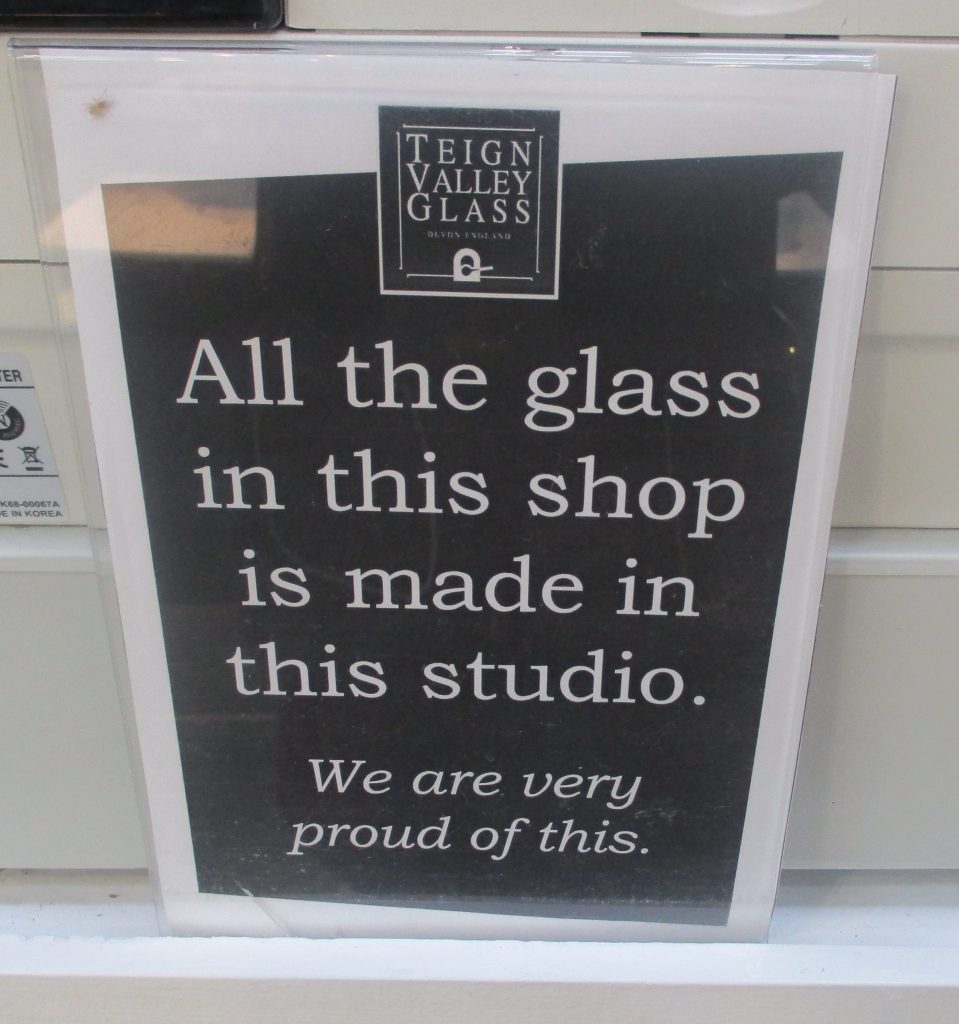 TEIGN
VALLEY
GLASS
DEVON ENGLAND
All the glass
in this shop
is made in
this studio.
We are very
proud of this.
TER
K68-00067A
E IN KOREA